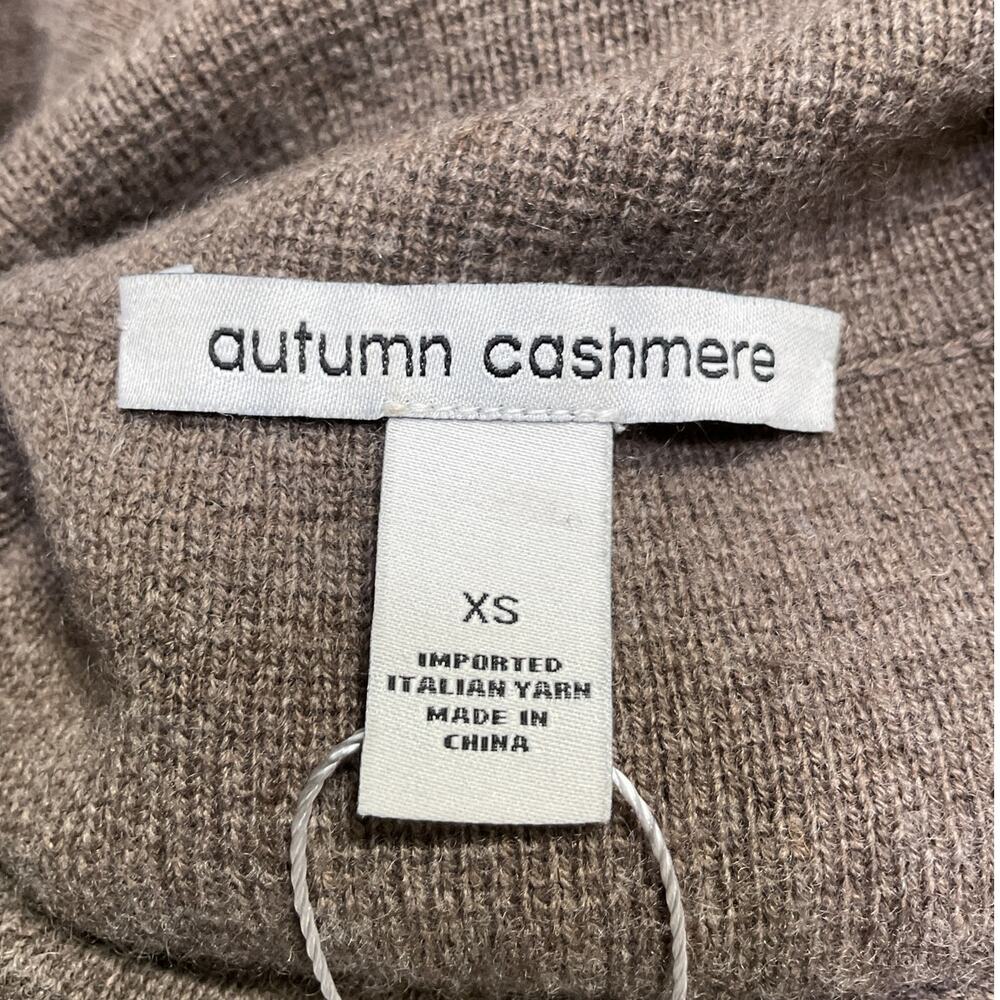 autumn cashmere
XS
IMPORTED
ITALIAN YARN
MADE IN
CHINA